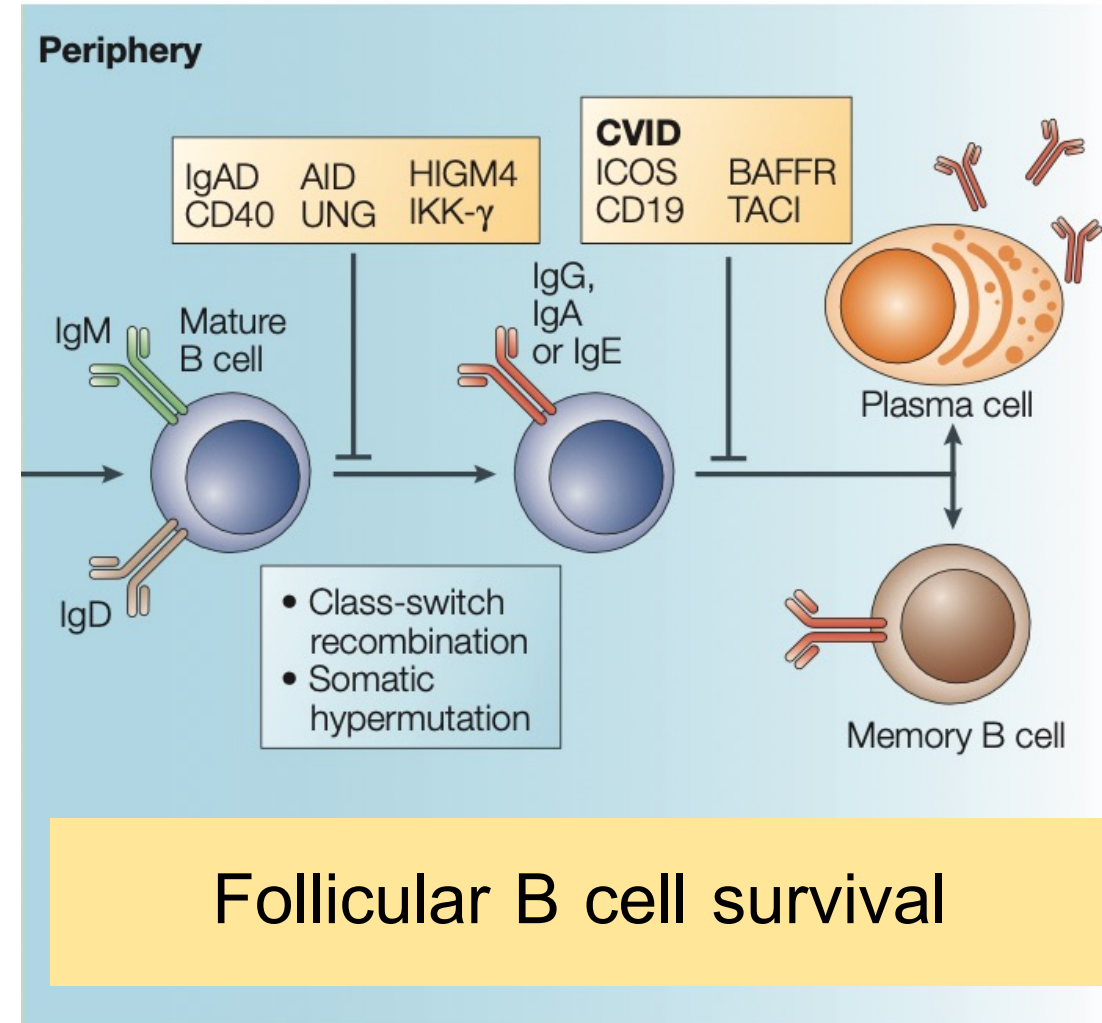 Periphery
IgAD AID HIGM4
CD40 UNG IKK-γ
CVID
ICOS BAFFR
CD19 TACI
IgM
Mature
B cell
IgG,
IgA
or IgE
Plasma cell
IgD
• Class-switch
recombination
• Somatic
hypermutation
Memory B cell
Follicular B cell survival